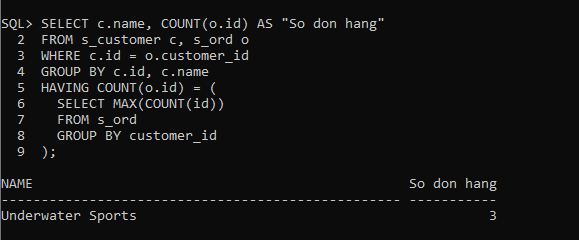 SQL> SELECT c.name, COUNT(o.id) AS "So don hang"
  2  FROM s_customer c, s_ord o
  3  WHERE c.id = o.customer_id
  4  GROUP BY c.id, c.name
  5  HAVING COUNT(o.id) = (
  6    SELECT MAX(COUNT(id))
  7    FROM s_ord
  8    GROUP BY customer_id
  9  );
NAME                                               So don hang
-------------------------------------------------- -----------
Underwater Sports                                            3